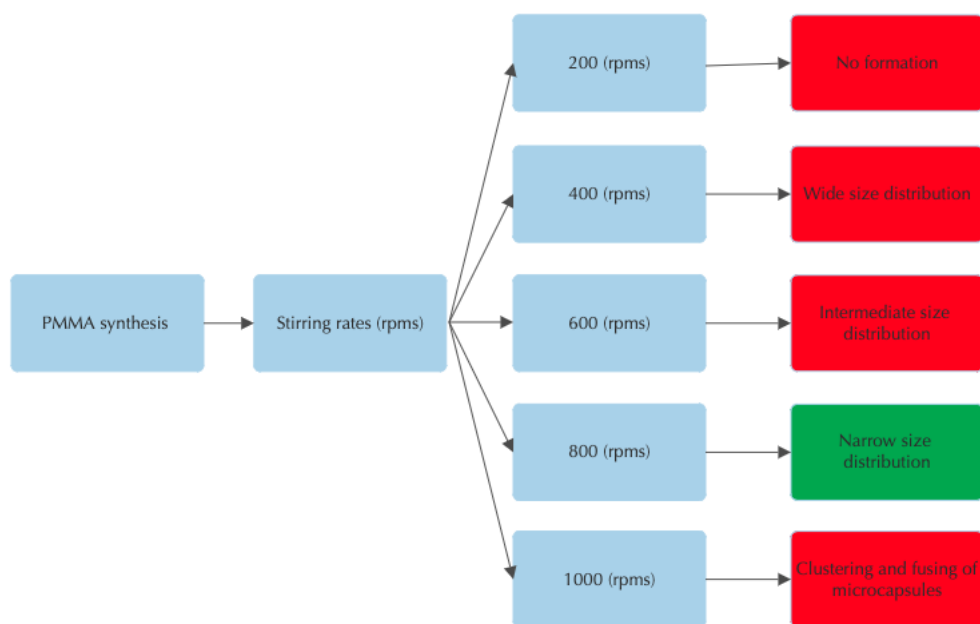 200 (rpms)
No formation
400 (rpms)
Wide size distribution
PMMA synthesis
Stirring rates (rpms)
600 (rpms)
Intermediate size
distribution
800 (rpms)
Narrow size
distribution
1000 (rpms)
Clustering and fusing of
microcapsules